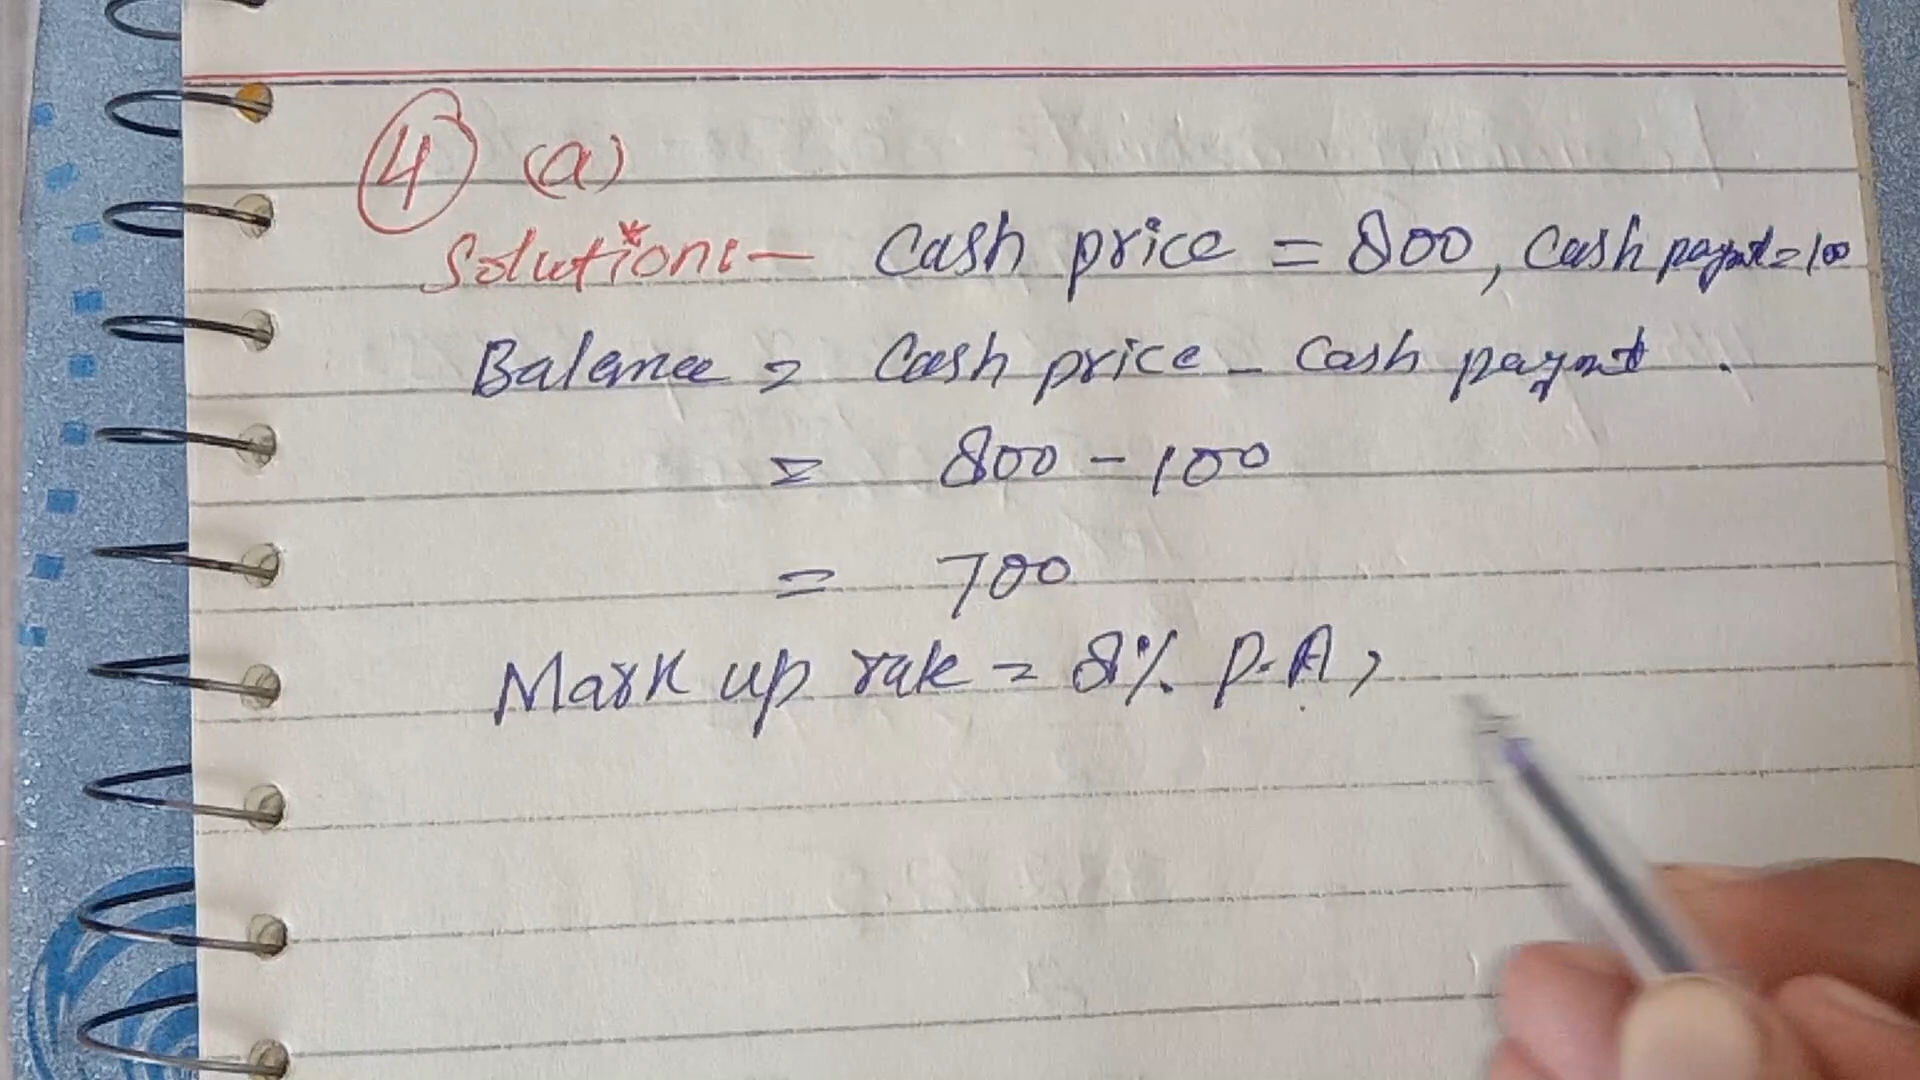 4 (a)
Solution:- Cash price = 800, Cash paymt = 100
Balance = Cash price - Cash paymt.
= 800 - 100
= 700
Mark up rate = 8% P.A,